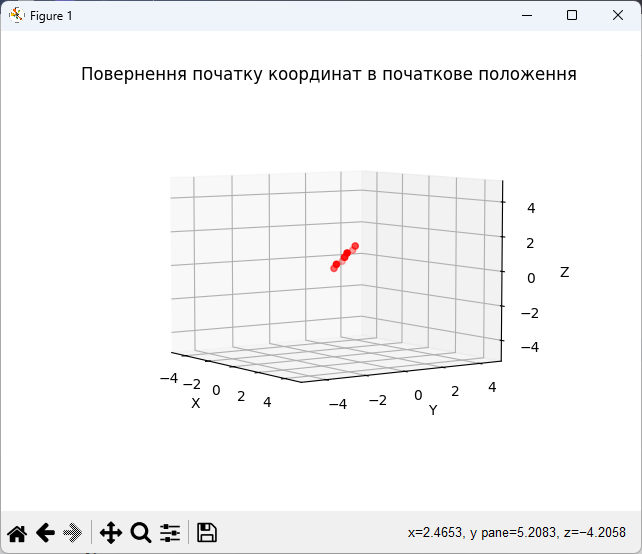 Figure 1
Повернення початку координат в початкове положення
4
2
0
−2
−4
Z
−4 −2 0 2 4
X
−4 −2 0 2 4
Y
x=2.4653, y pane=5.2083, z=−4.2058